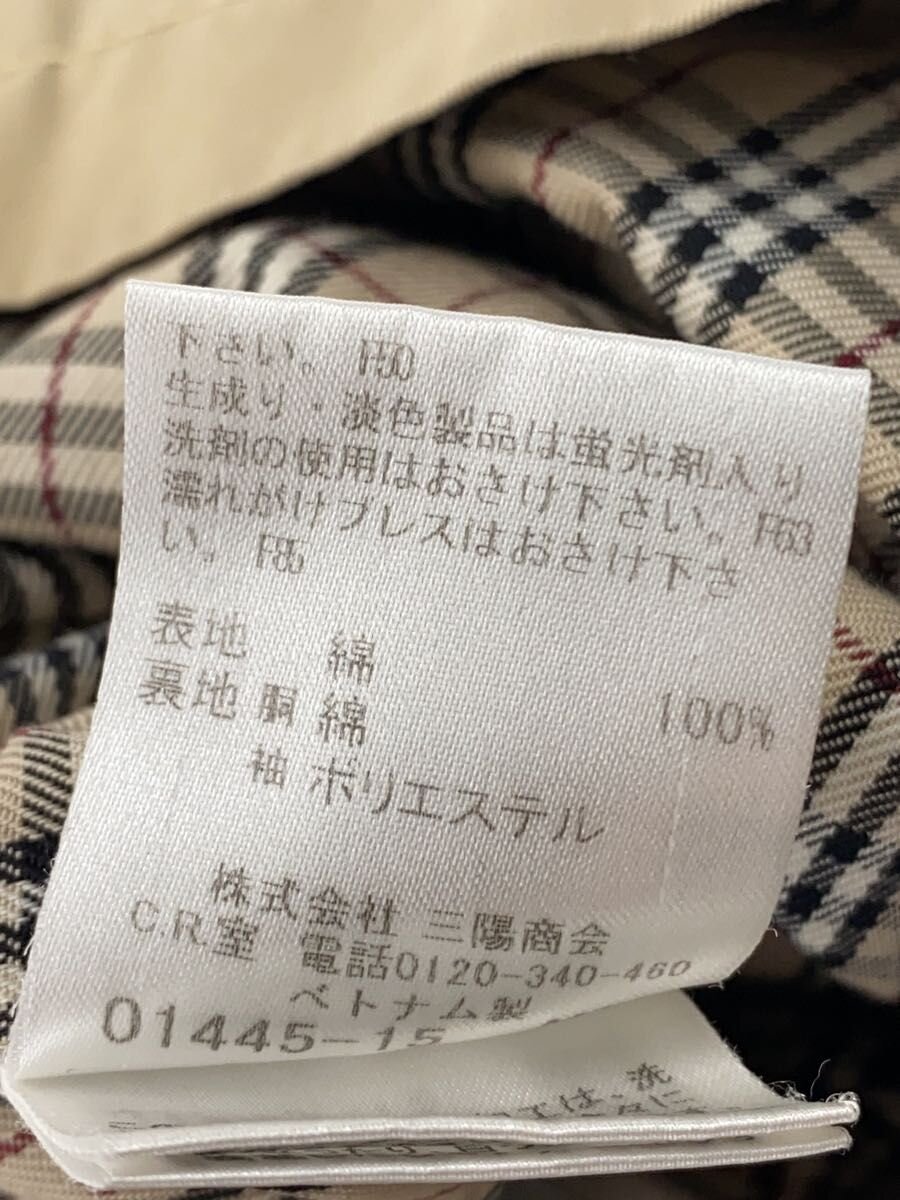 下さい。 F50
生成り・淡色製品は蛍光剤入り
洗剤の使用はおさけ下さい。F63
濡れがけプレスはおさけ下さ
い。 F85
表地 綿 100%
裏地 胴 綿
袖 ポリエステル
株式会社 三陽商会
C.R.室 電話0120-340-460
ベトナム製
01445-15